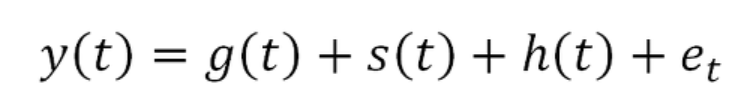 y(t) = g(t) + s(t) + h(t) + e_t